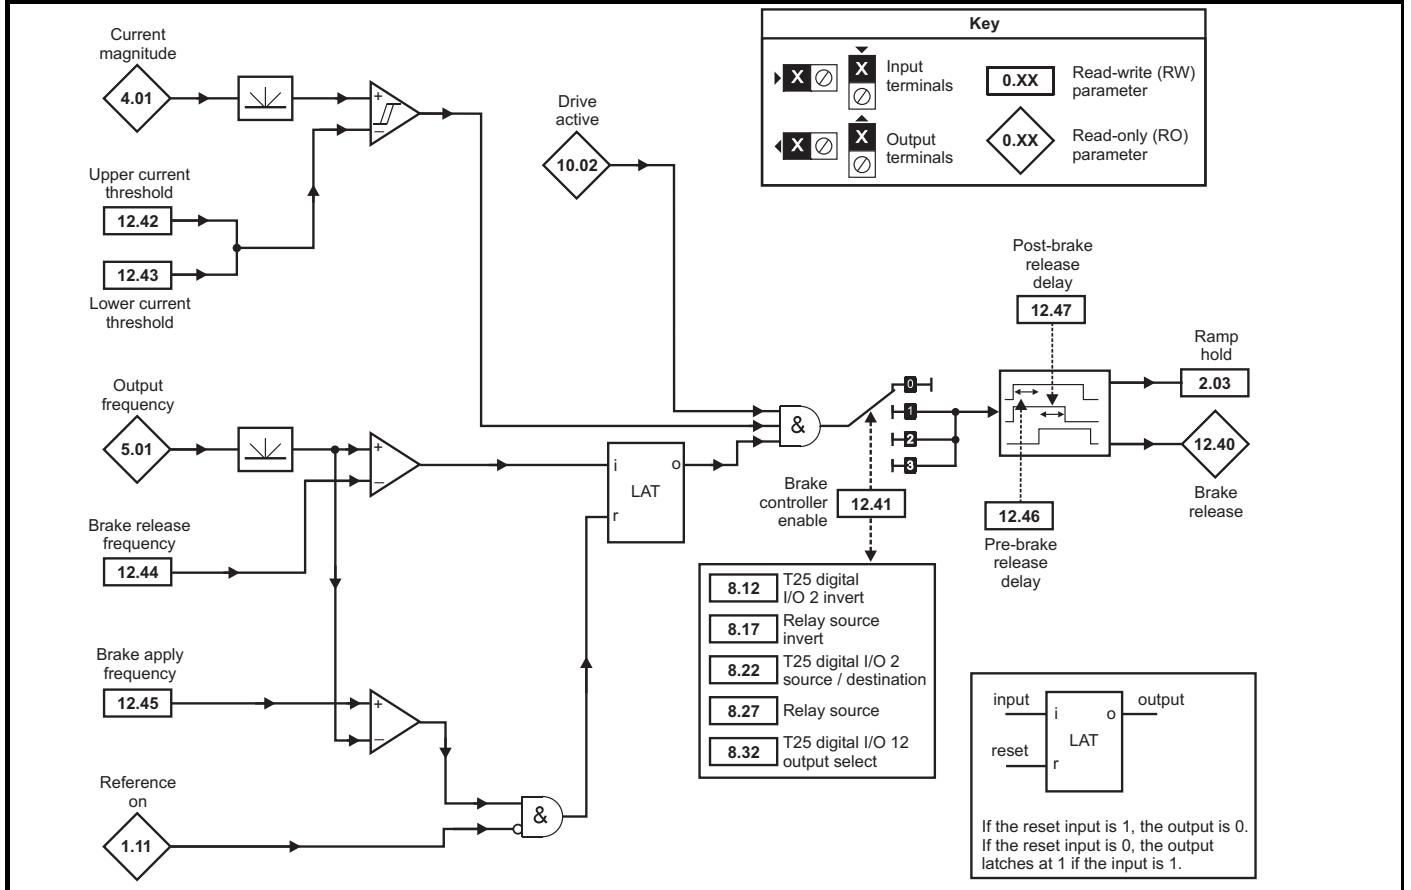 Key
X
X
Input
terminals
0.XX
Read-write (RW)
parameter
X
X
Output
terminals
0.XX
Read-only (RO)
parameter
Current
magnitude
4.01
+
–
Upper current
threshold
12.42
12.43
Lower current
threshold
Drive
active
10.02
Output
frequency
5.01
+
–
Brake release
frequency
12.44
i
o
LAT
r
&
0
1
2
3
Brake
controller
enable
12.41
Post-brake
release
delay
12.47
12.46
Pre-brake
release
delay
Ramp
hold
2.03
12.40
Brake
release
Brake apply
frequency
12.45
+
–
Reference
on
1.11
&
8.12 T25 digital
I/O 2 invert
8.17 Relay source
invert
8.22 T25 digital I/O 2
source / destination
8.27 Relay source
8.32 T25 digital I/O 12
output select
input
i
o
output
LAT
reset
r
If the reset input is 1, the output is 0.
If the reset input is 0, the output
latches at 1 if the input is 1.